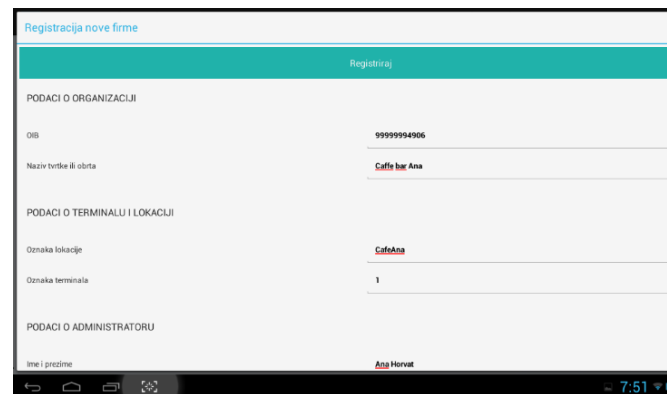 Registracija nove firme
Registriraj
PODACI O ORGANIZACIJI
OIB 99999994906
Naziv tvrtke ili obrta Caffe bar Ana
PODACI O TERMINALU I LOKACIJI
Oznaka lokacije CafeAna
Oznaka terminala 1
PODACI O ADMINISTRATORU
Ime i prezime Ana Horvat
7:51